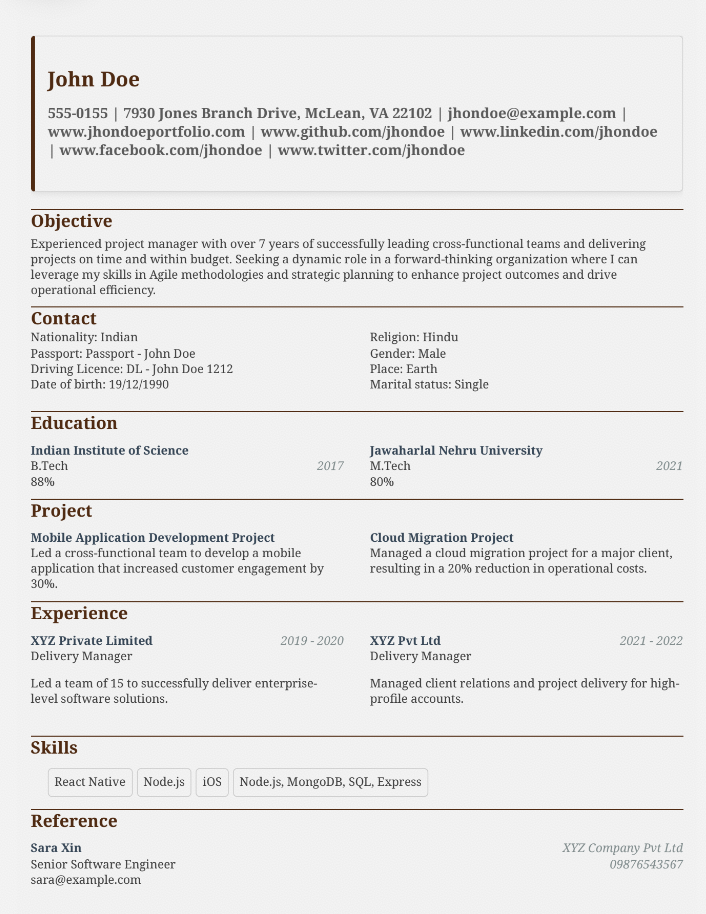 John Doe
555-0155 | 7930 Jones Branch Drive, McLean, VA 22102 | jhondoe@example.com |
www.jhondoeportfolio.com | www.github.com/jhondoe | www.linkedin.com/jhondoe
| www.facebook.com/jhondoe | www.twitter.com/jhondoe
Objective
Experienced project manager with over 7 years of successfully leading cross-functional teams and delivering
projects on time and within budget. Seeking a dynamic role in a forward-thinking organization where I can
leverage my skills in Agile methodologies and strategic planning to enhance project outcomes and drive
operational efficiency.
Contact
Nationality: Indian
Passport: Passport - John Doe
Driving Licence: DL - John Doe 1212
Date of birth: 19/12/1990
Religion: Hindu
Gender: Male
Place: Earth
Marital status: Single
Education
Indian Institute of Science
B.Tech 2017
88%
Jawaharlal Nehru University
M.Tech 2021
80%
Project
Mobile Application Development Project
Led a cross-functional team to develop a mobile
application that increased customer engagement by
30%.
Cloud Migration Project
Managed a cloud migration project for a major client,
resulting in a 20% reduction in operational costs.
Experience
XYZ Private Limited 2019 - 2020
Delivery Manager
Led a team of 15 to successfully deliver enterprise-
level software solutions.
XYZ Pvt Ltd 2021 - 2022
Delivery Manager
Managed client relations and project delivery for high-
profile accounts.
Skills
React Native Node.js iOS Node.js, MongoDB, SQL, Express
Reference
Sara Xin XYZ Company Pvt Ltd
Senior Software Engineer 09876543567
sara@example.com